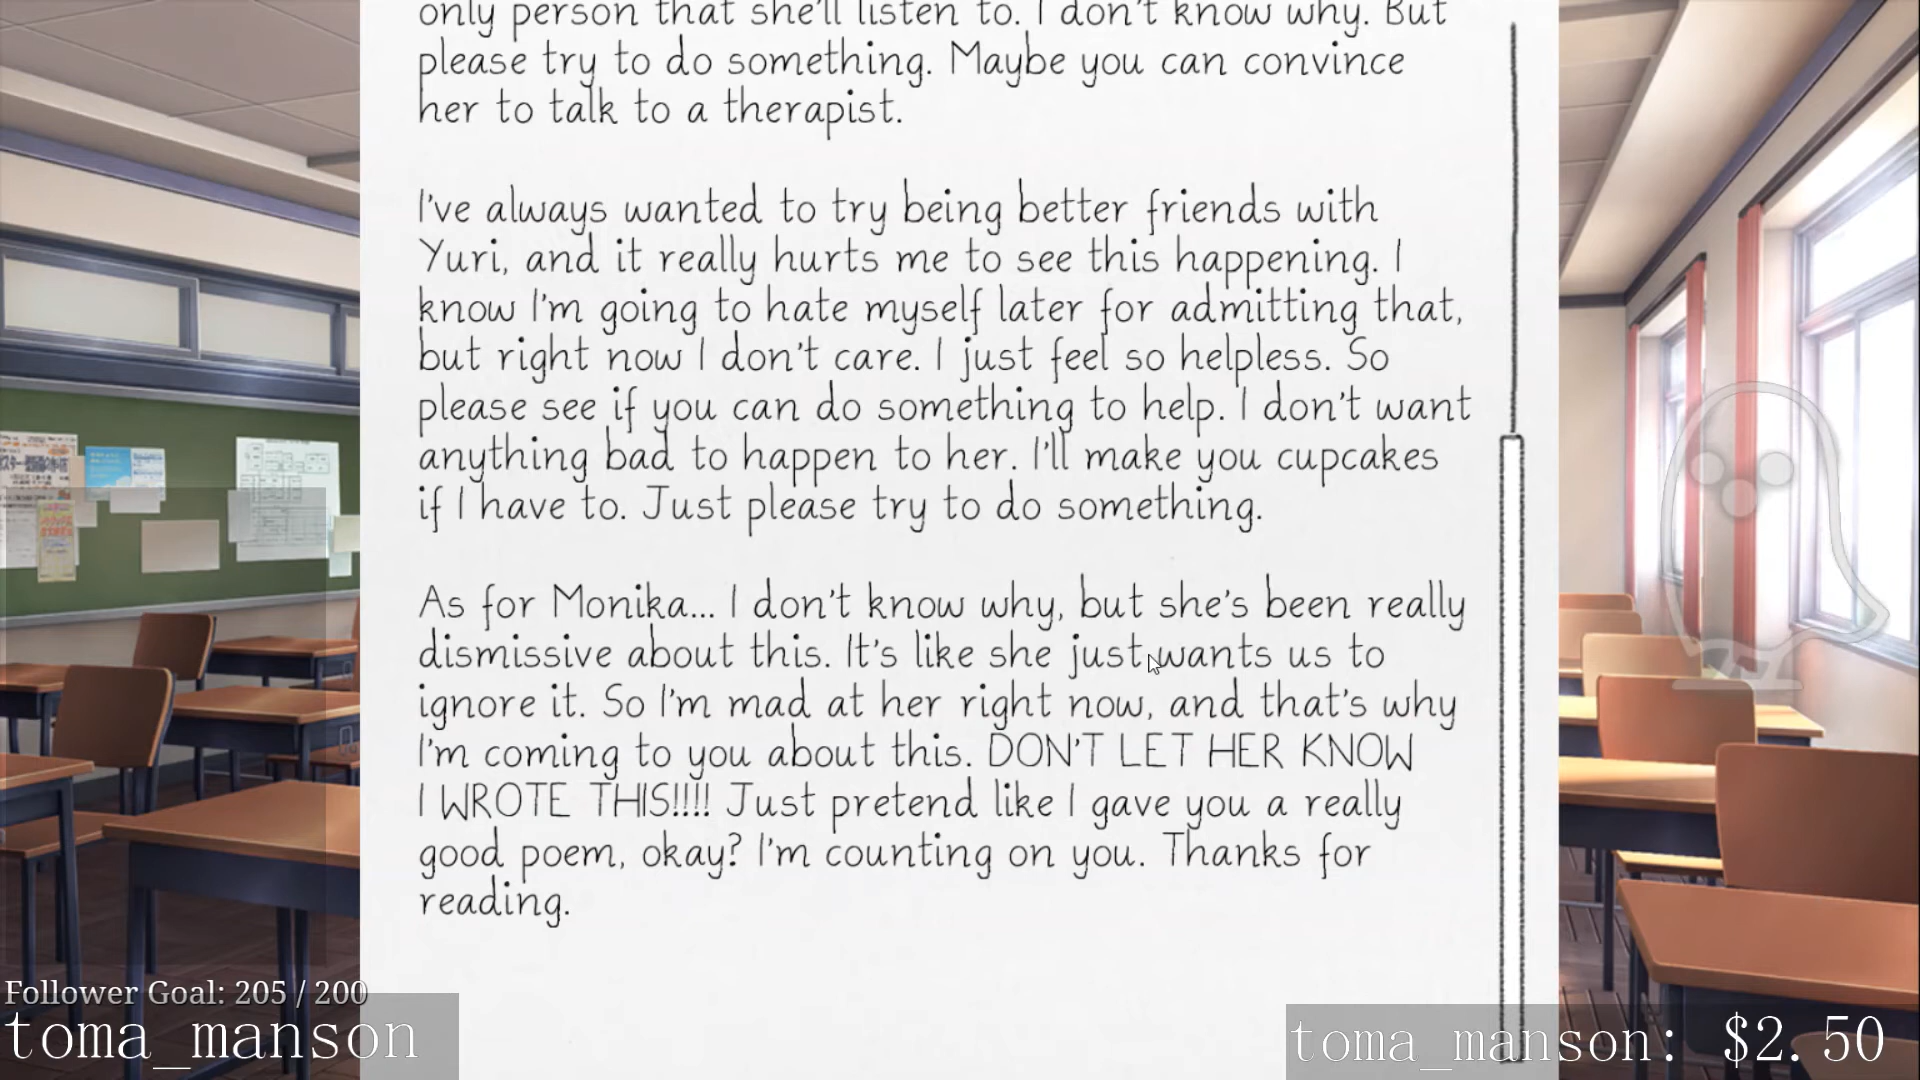 only person that she'll listen to. I don't know why. But
please try to do something. Maybe you can convince
her to talk to a therapist.
I've always wanted to try being better friends with
Yuri, and it really hurts me to see this happening. I
know I'm going to hate myself later for admitting that,
but right now I don't care. I just feel so helpless. So
please see if you can do something to help. I don't want
anything bad to happen to her. I'll make you cupcakes
if I have to. Just please try to do something.
As for Monika... I don't know why, but she's been really
dismissive about this. It's like she just wants us to
ignore it. So I'm mad at her right now, and that's why
I'm coming to you about this. DON'T LET HER KNOW
I WROTE THIS!!!! Just pretend like I gave you a really
good poem, okay? I'm counting on you. Thanks for
reading.
Follower Goal: 205 / 200
toma_manson
toma_manson: $2.50